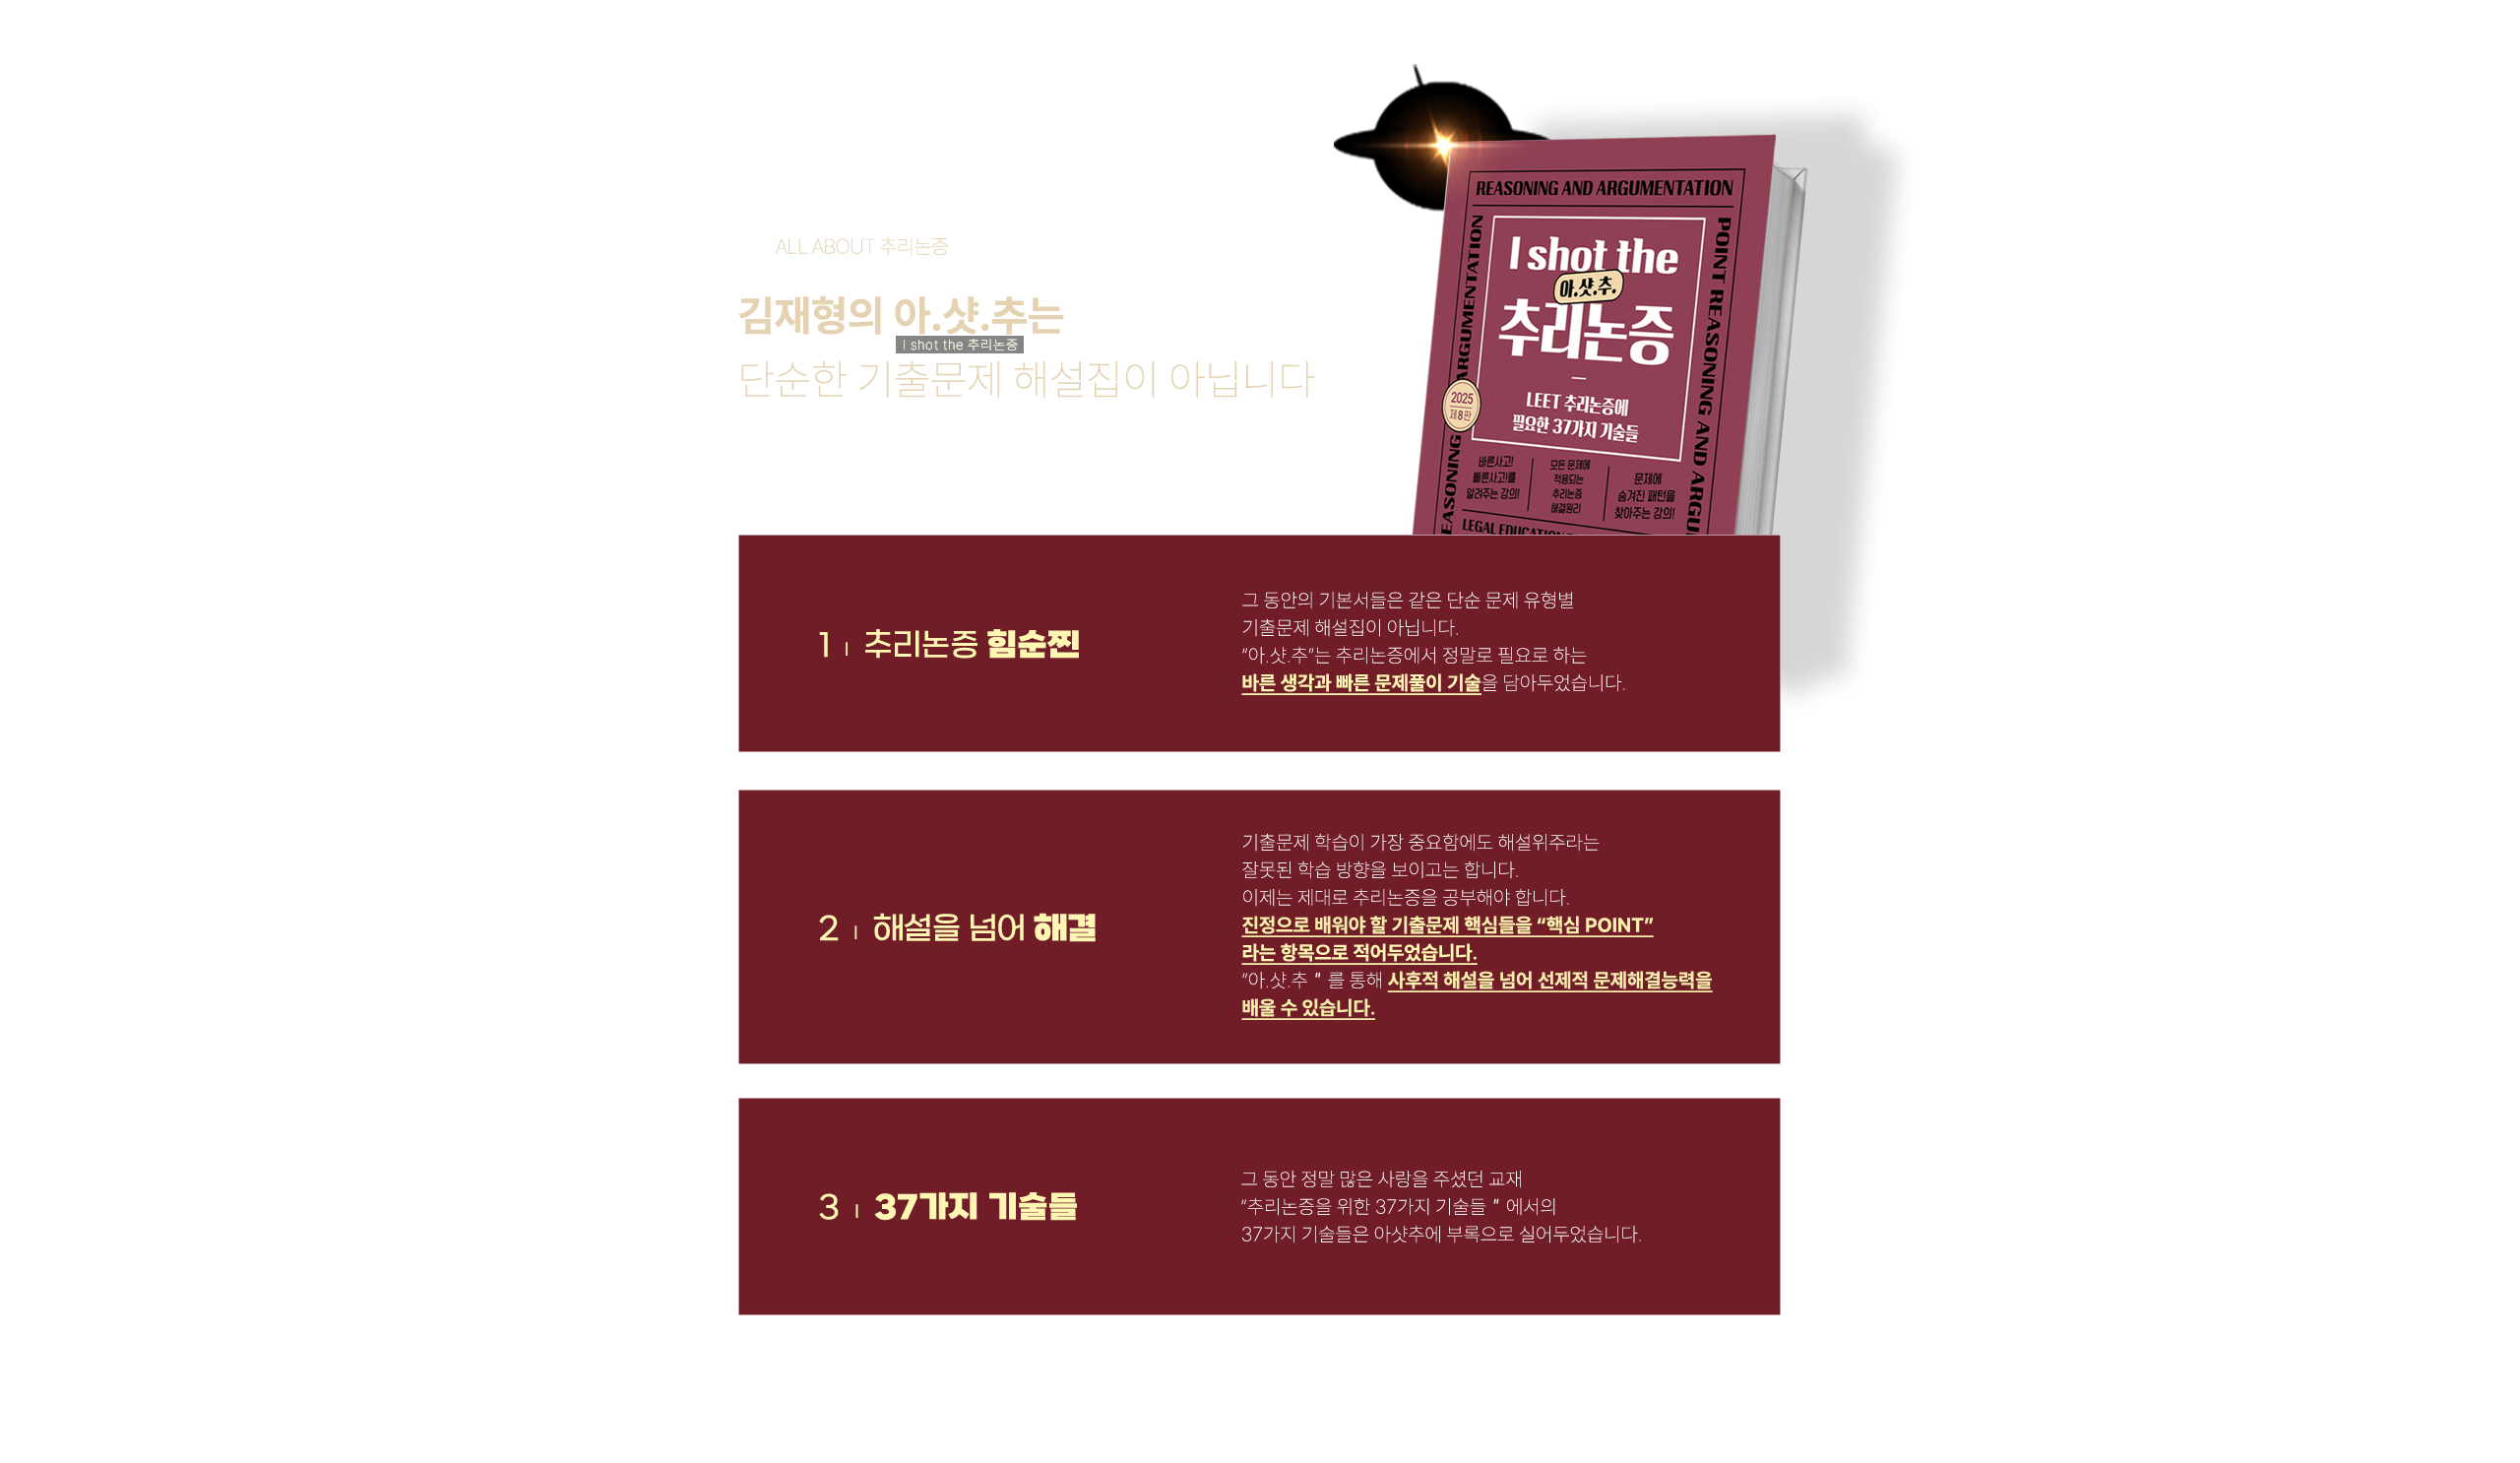 ALL ABOUT 추리논증
김재형의 아.샷.추는
I shot the 추리논증
단순한 기출문제 해설집이 아닙니다
REASONING AND ARGUMENTATION
REASONING ARGUMENTATION
POINT REASONING AND ARGU
I shot the
아.샷.추.
추리논증
2025
제8판
LEET 추리논증에
필요한 37가지 기술들
바른사고!
빠른사고!를
알려주는 강의!
모든 문제에
적용되는
추리논증
해결원리
문제에
숨겨진 패턴을
찾아주는 강의!
LEGAL EDUCATION
1 추리논증 힘순찐
그 동안의 기본서들은 같은 단순 문제 유형별
기출문제 해설집이 아닙니다.
“아.샷.추”는 추리논증에서 정말로 필요로 하는
바른 생각과 빠른 문제풀이 기술을 담아두었습니다.
2 해설을 넘어 해결
기출문제 학습이 가장 중요함에도 해설위주라는
잘못된 학습 방향을 보이고는 합니다.
이제는 제대로 추리논증을 공부해야 합니다.
진정으로 배워야 할 기출문제 핵심들을 “핵심 POINT”
라는 항목으로 적어두었습니다.
“아.샷.추 " 를 통해 사후적 해설을 넘어 선제적 문제해결능력을
배울 수 있습니다.
3 37가지 기술들
그 동안 정말 많은 사랑을 주셨던 교재
“추리논증을 위한 37가지 기술들 " 에서의
37가지 기술들은 아샷추에 부록으로 실어두었습니다.